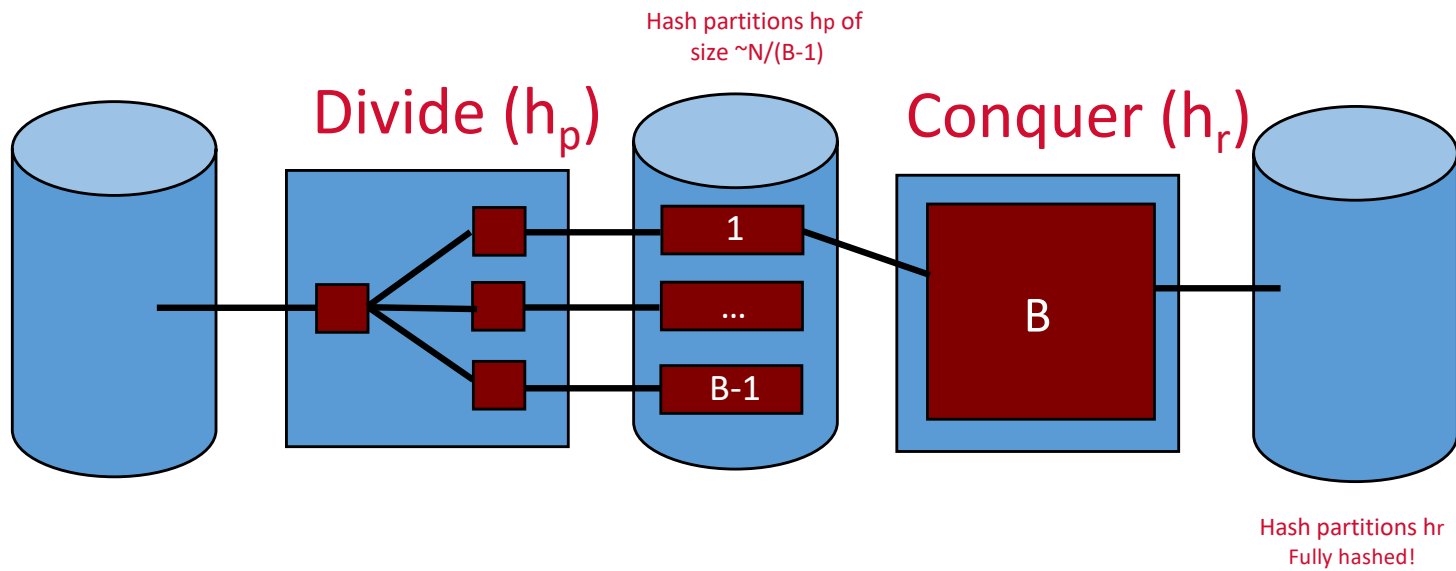 Hash partitions hp of
size ~N/(B-1)
Divide (hp)
Conquer (hr)
1
...
B-1
B
Hash partitions hr
Fully hashed!